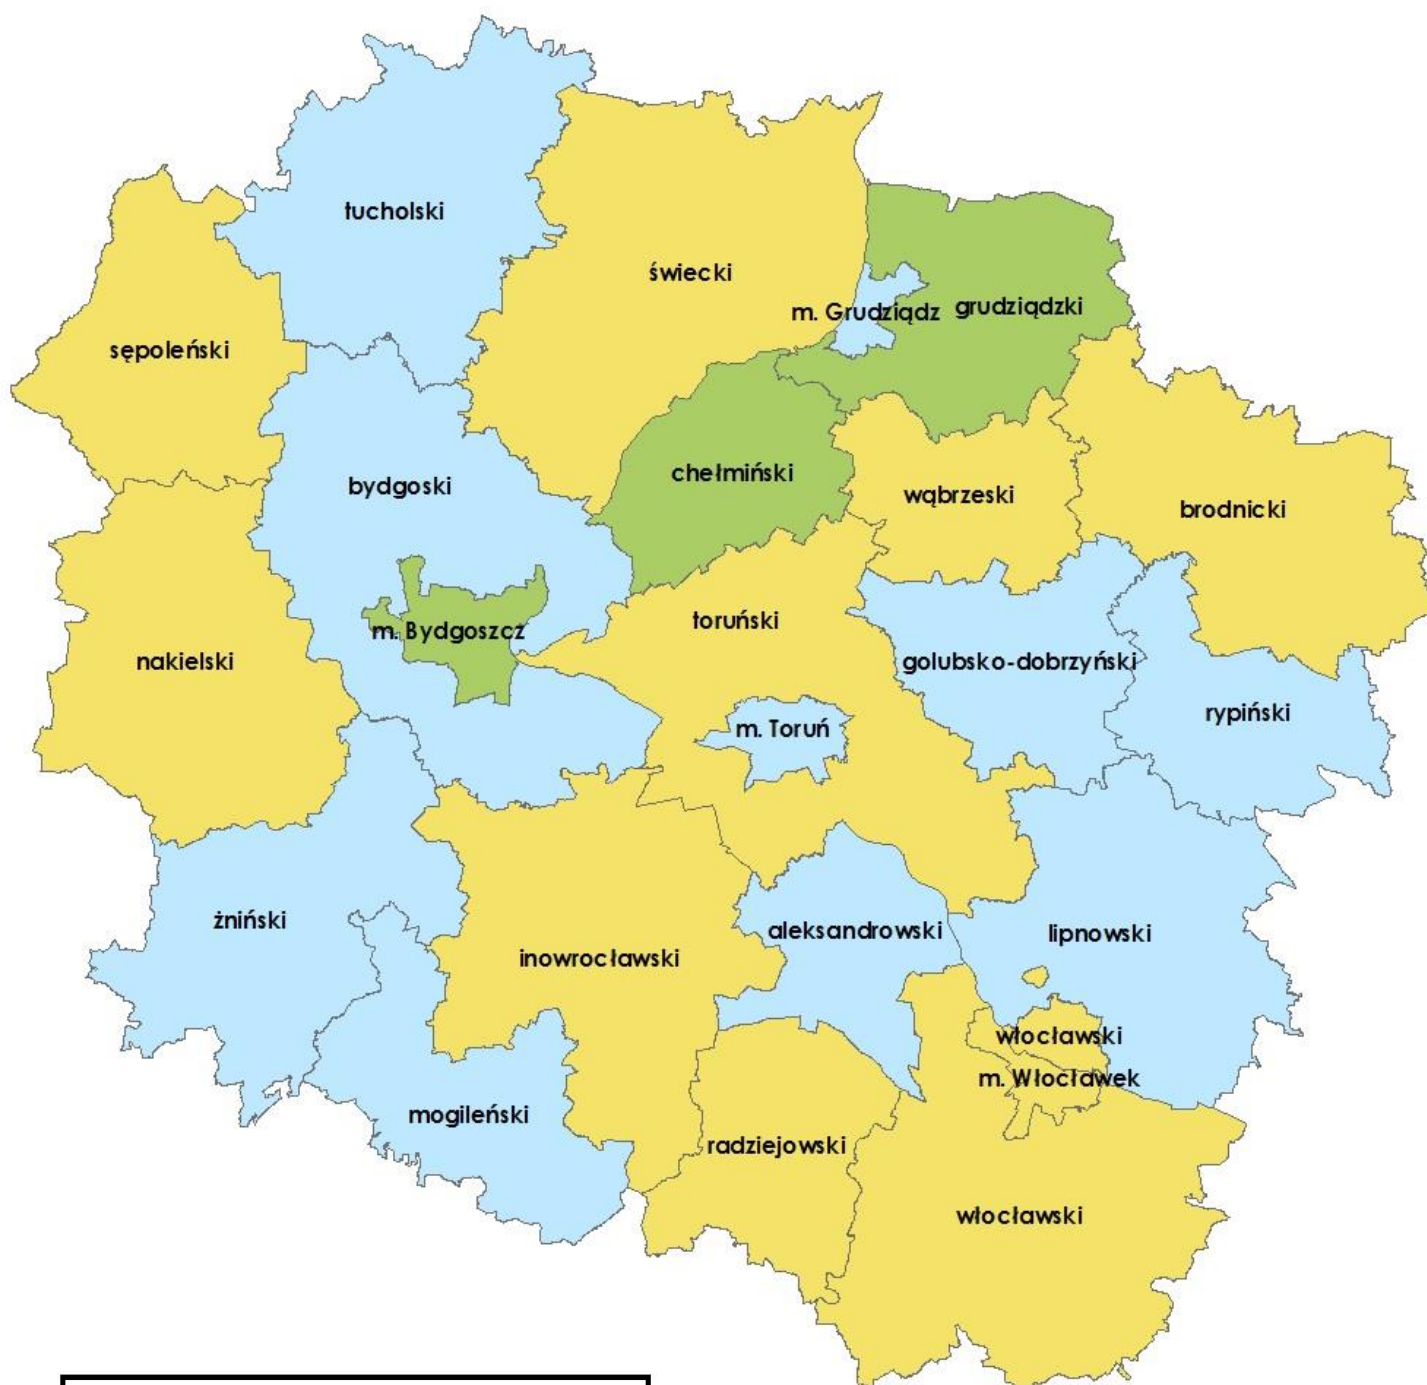 tucholski
świecki
m. Grudziądz
grudziądzki
sępoleński
chełmiński
bydgoski
wąbrzeski
brodnicki
toruński
m. Bydgoszcz
nakielski
golubsko-dobrzyński
rypiński
m. Toruń
żniński
aleksandrowski
lipnowski
inowrocławski
włocławski
m. Włocławek
mogileński
radziejowski
włocławski